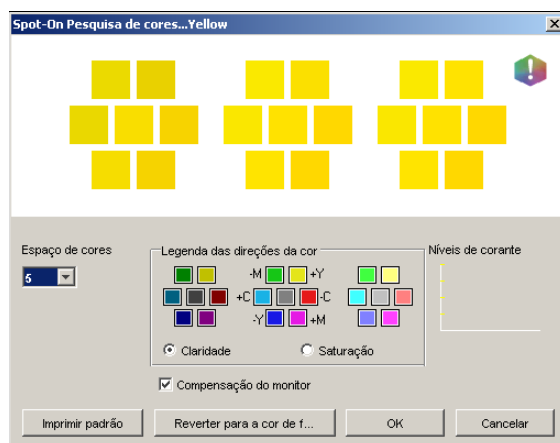 Spot-On Pesquisa de cores...Yellow
Espaço de cores
5
Legenda das direções da cor
-M +Y
+C -C
-Y +M
Claridade
Saturação
Níveis de corante
Compensação do monitor
Imprimir padrão
Reverter para a cor de f...
OK
Cancelar